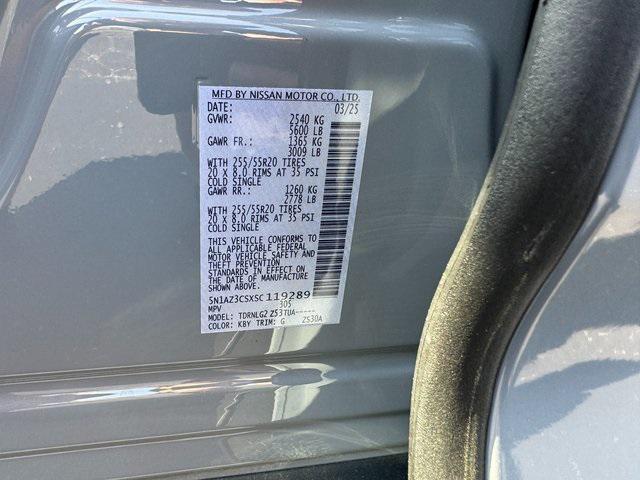 MFD BY NISSAN MOTOR CO., LTD.
DATE: 03/25
GVWR: 2540 KG
5600 LB
GAWR FR.: 1365 KG
3009 LB
WITH 255/55R20 TIRES
20 X 8.0 RIMS AT 35 PSI
COLD SINGLE
GAWR RR.: 1260 KG
2778 LB
WITH 255/55R20 TIRES
20 X 8.0 RIMS AT 35 PSI
COLD SINGLE
THIS VEHICLE CONFORMS TO
ALL APPLICABLE FEDERAL
MOTOR VEHICLE SAFETY AND
THEFT PREVENTION
STANDARDS IN EFFECT ON
THE DATE OF MANUFACTURE
SHOWN ABOVE.
5N1AZ3CSXSC119289
MPV 305
MODEL: TDRNLG2 Z53TUA-----
COLOR: KBY TRIM: G Z530A